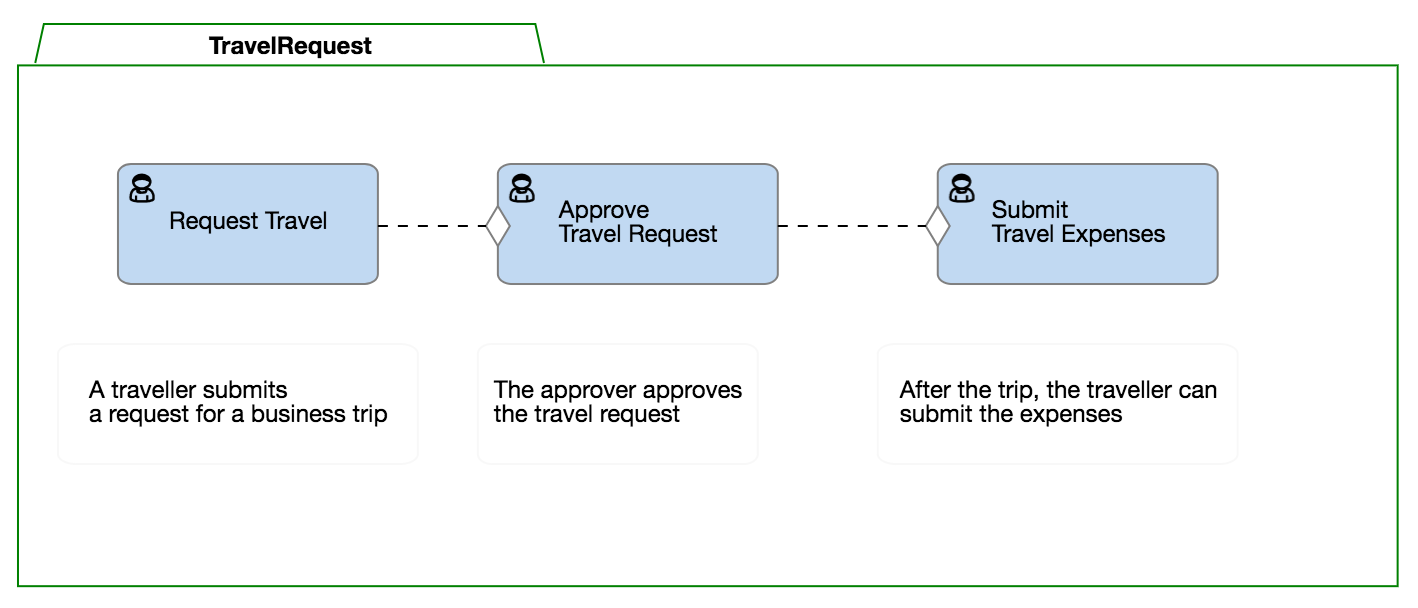 TravelRequest
Request Travel
Approve
Travel Request
Submit
Travel Expenses
A traveller submits
a request for a business trip
The approver approves
the travel request
After the trip, the traveller can
submit the expenses